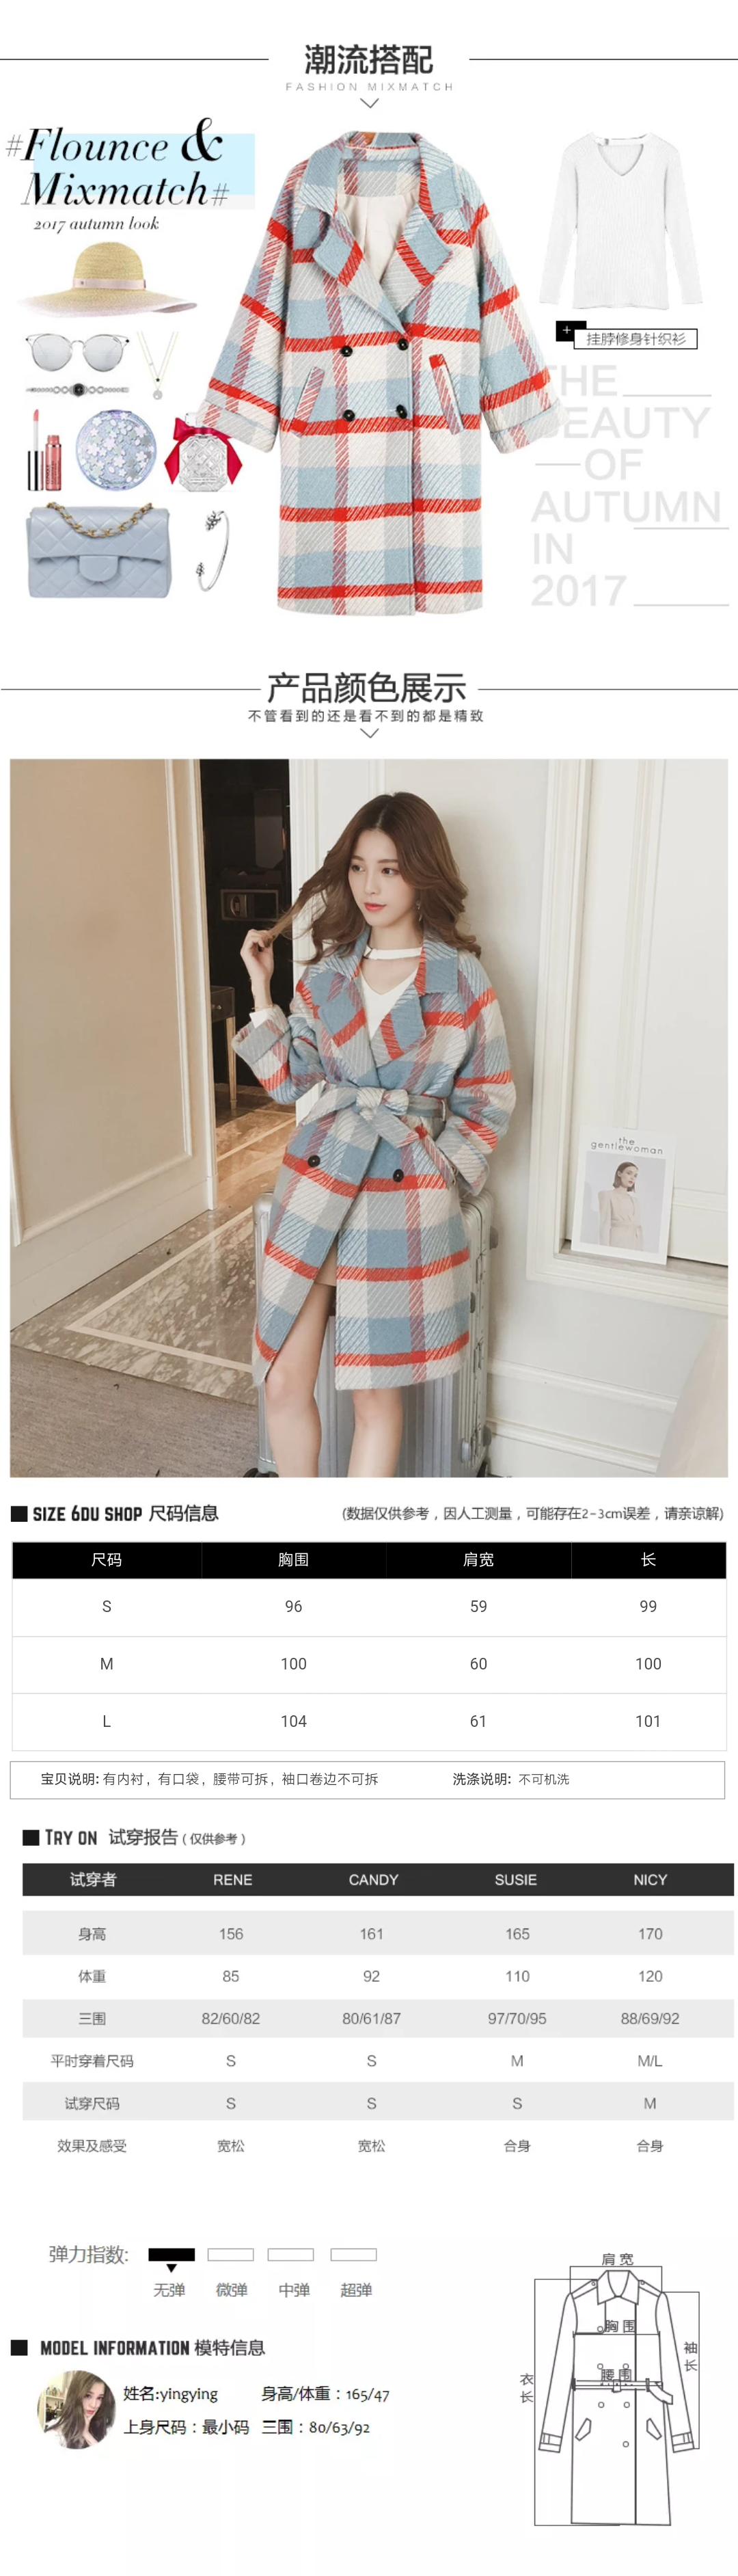 潮流搭配
FASHION MIXMATCH
#Flounce &
Mixmatch#
2017 autumn look
+ 挂脖修身针织衫
THE
BEAUTY
OF
AUTUMN
IN
2017
产品颜色展示
不管看到的还是看不到的都是精致
the
gentlewoman
SIZE 6DU SHOP 尺码信息 (数据仅供参考，因人工测量，可能存在2-3cm误差，请亲谅解)
尺码 胸围 肩宽 长
S 96 59 99
M 100 60 100
L 104 61 101
宝贝说明: 有内衬，有口袋，腰带可拆，袖口卷边不可拆 洗涤说明: 不可机洗
TRY ON 试穿报告 (仅供参考)
试穿者 RENE CANDY SUSIE NICY
身高 156 161 165 170
体重 85 92 110 120
三围 82/60/82 80/61/87 97/70/95 88/69/92
平时穿着尺码 S S M M/L
试穿尺码 S S S M
效果及感受 宽松 宽松 合身 合身
弹力指数:
无弹 微弹 中弹 超弹
MODEL INFORMATION 模特信息
姓名:yingying 身高/体重：165/47
上身尺码：最小码 三围：80/63/92
肩宽
胸围
袖长
腰围
衣长